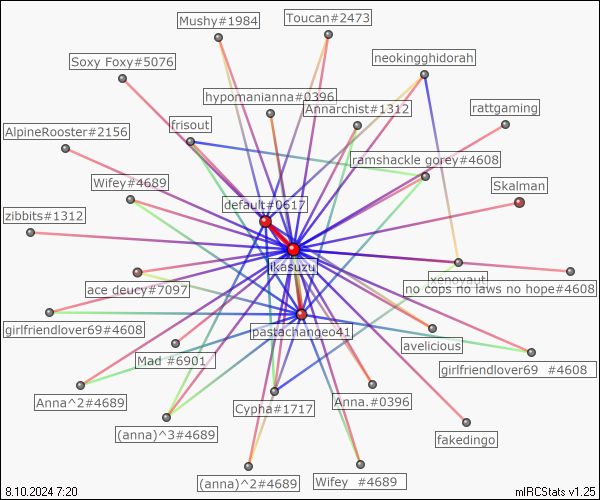 Mushy#1984
Toucan#2473
Soxy Foxy#5076
neokingghidorah
hypomanianna#0396
Annarchist#1312
rattgaming
AlpineRooster#2156
frisout
ramshackle gorey#4608
Wifey#4689
Skalman
default#0617
zibbits#1312
ikasuzu
xenoyaut
ace deucy#7097
no cops no laws no hope#4608
girlfriendlover69#4608
pastachangeo41
avelicious
Mad #6901
girlfriendlover69 #4608
Anna^2#4689
Cypha#1717
Anna.#0396
(anna)^3#4689
fakedingo
(anna)^2#4689
Wifey #4689
8.10.2024 7:20
mIRCStats v1.25